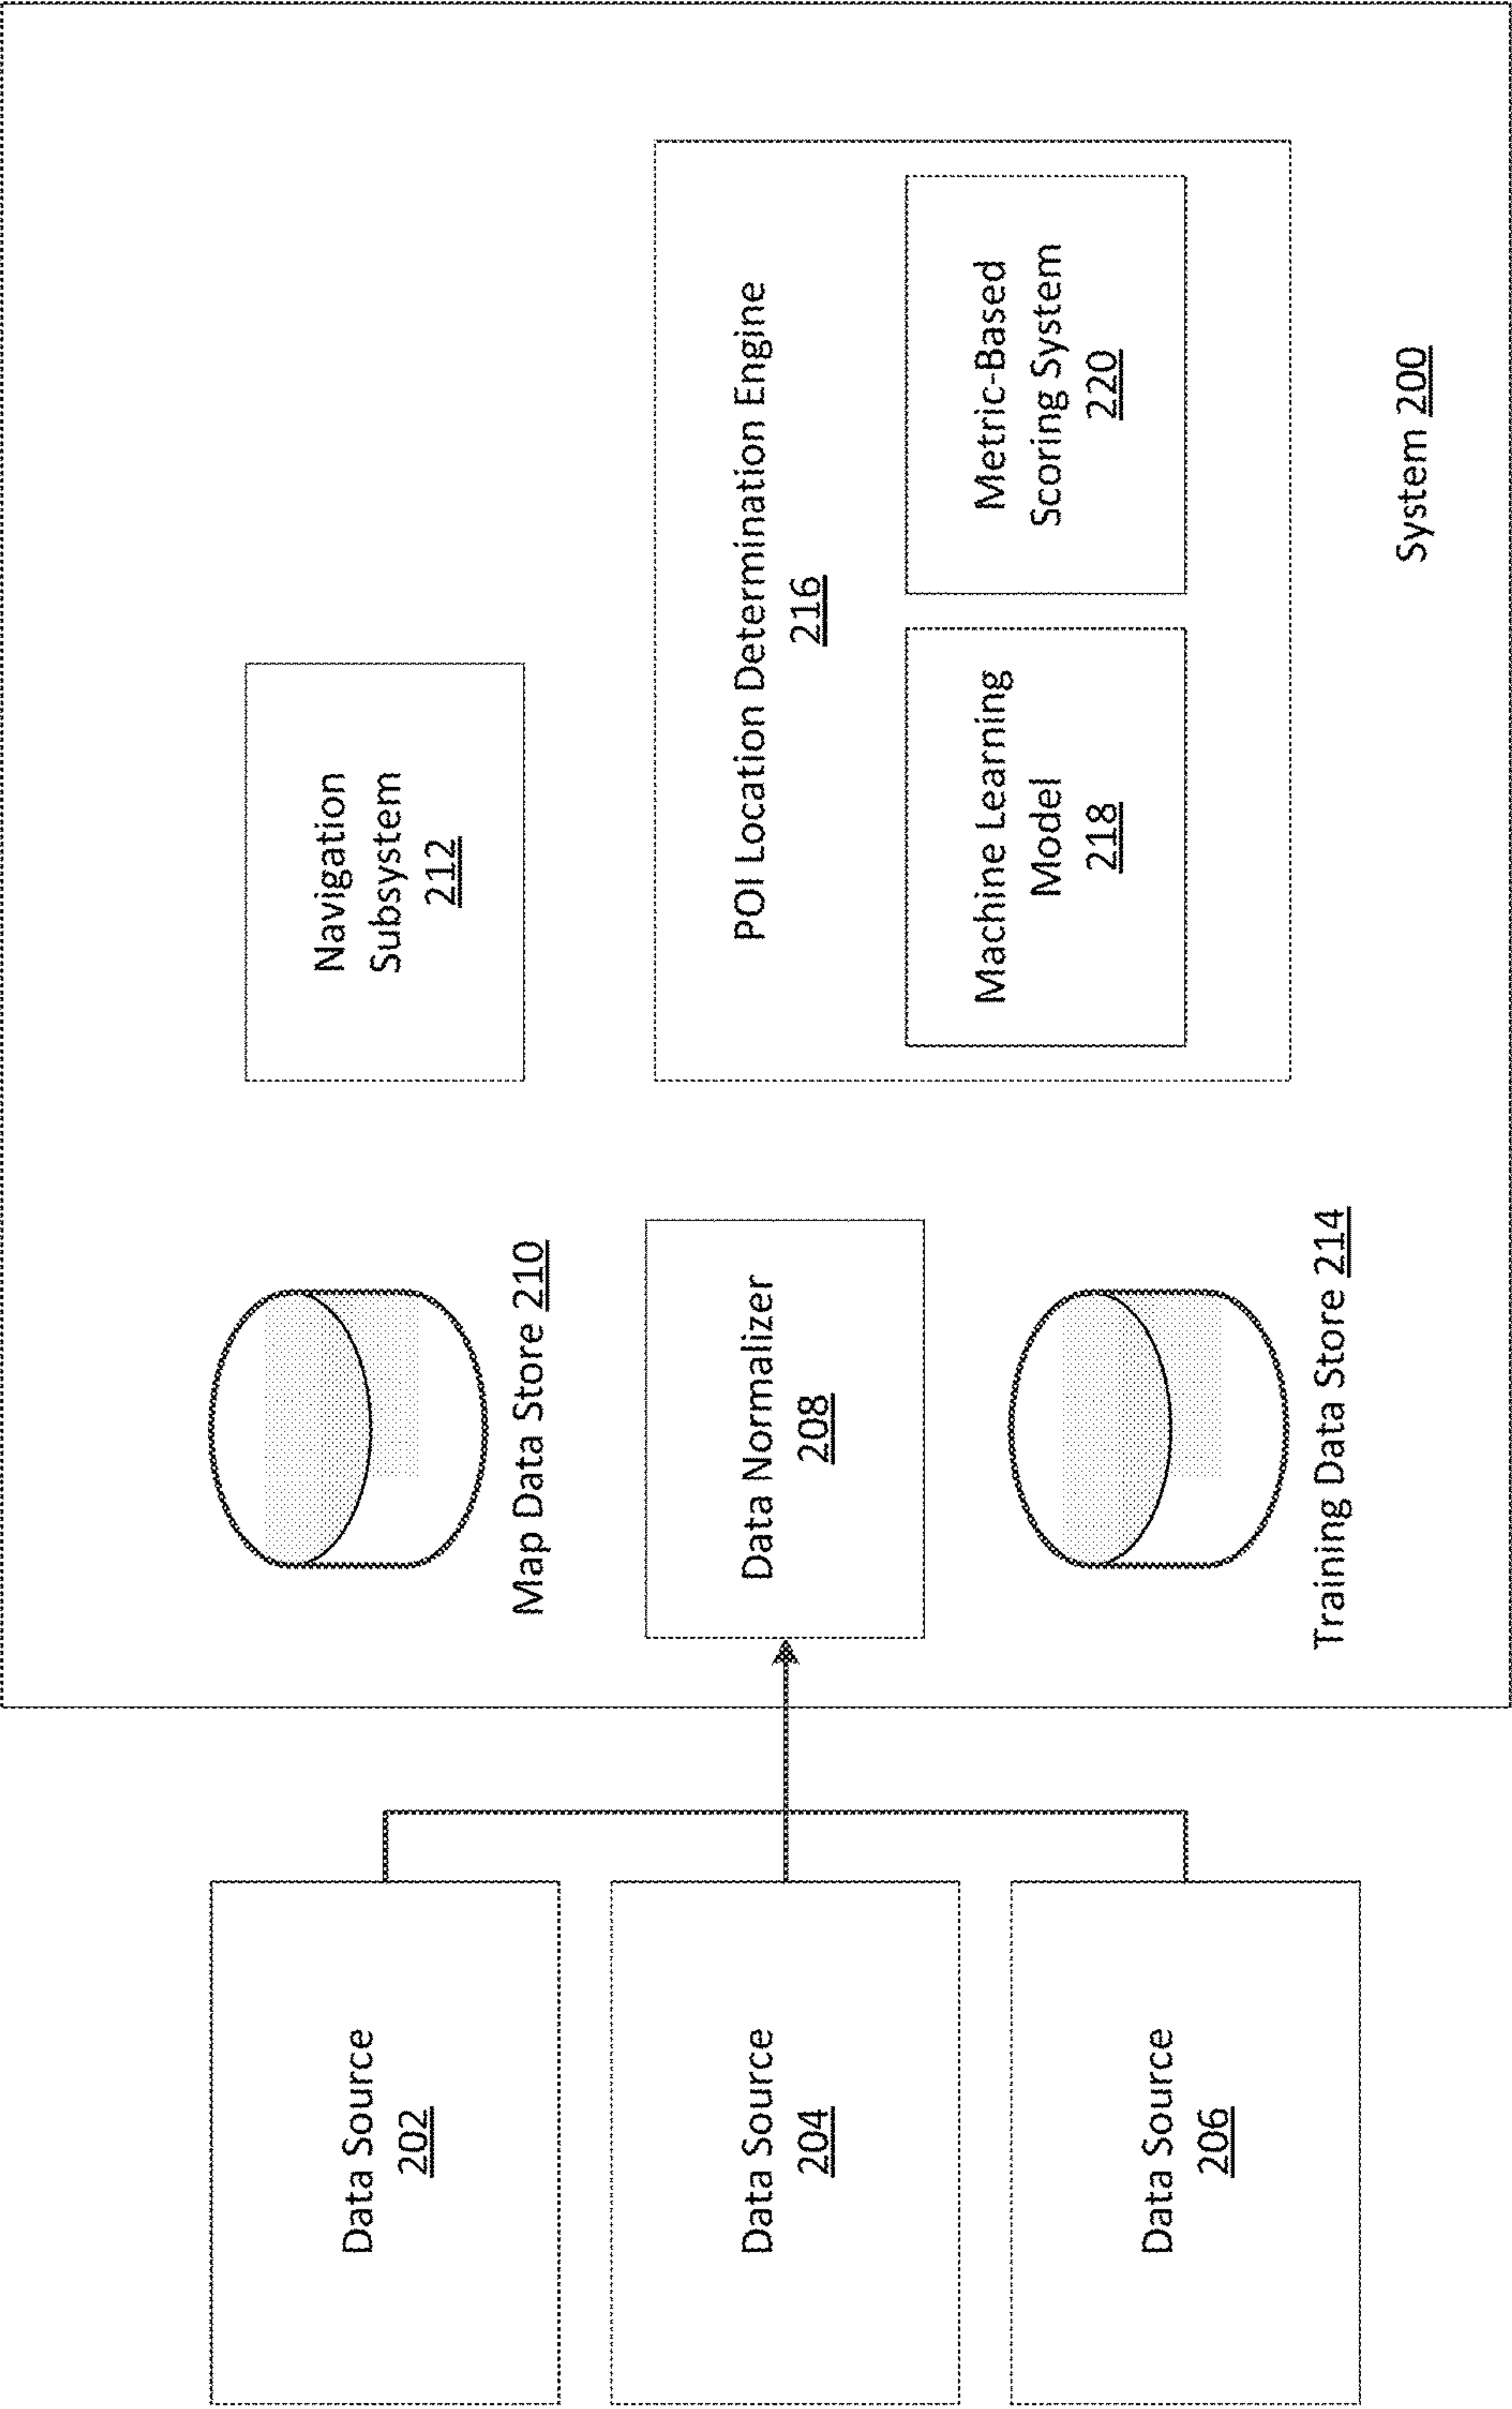 Data Source
202
Data Source
204
Data Source
206
Map Data Store 210
Data Normalizer
208
Training Data Store 214
Navigation
Subsystem
212
POI Location Determination Engine
216
Machine Learning
Model
218
Metric-Based
Scoring System
220
System 200